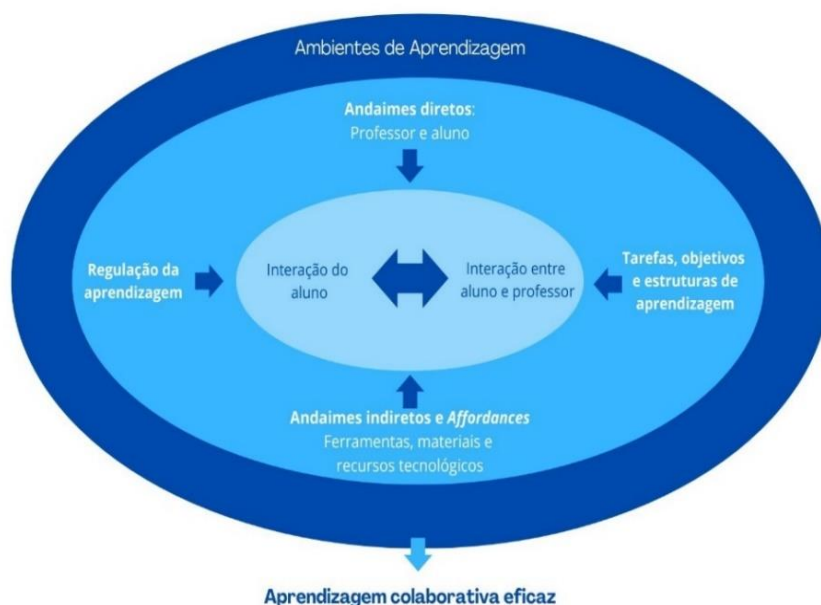 Ambientes de Aprendizagem
Andaimes diretos:
Professor e aluno
Regulação da
aprendizagem
Interação do
aluno
Interação entre
aluno e professor
Tarefas, objetivos
e estruturas de
aprendizagem
Andaimes indiretos e Affordances
Ferramentas, materiais e
recursos tecnológicos
Aprendizagem colaborativa eficaz